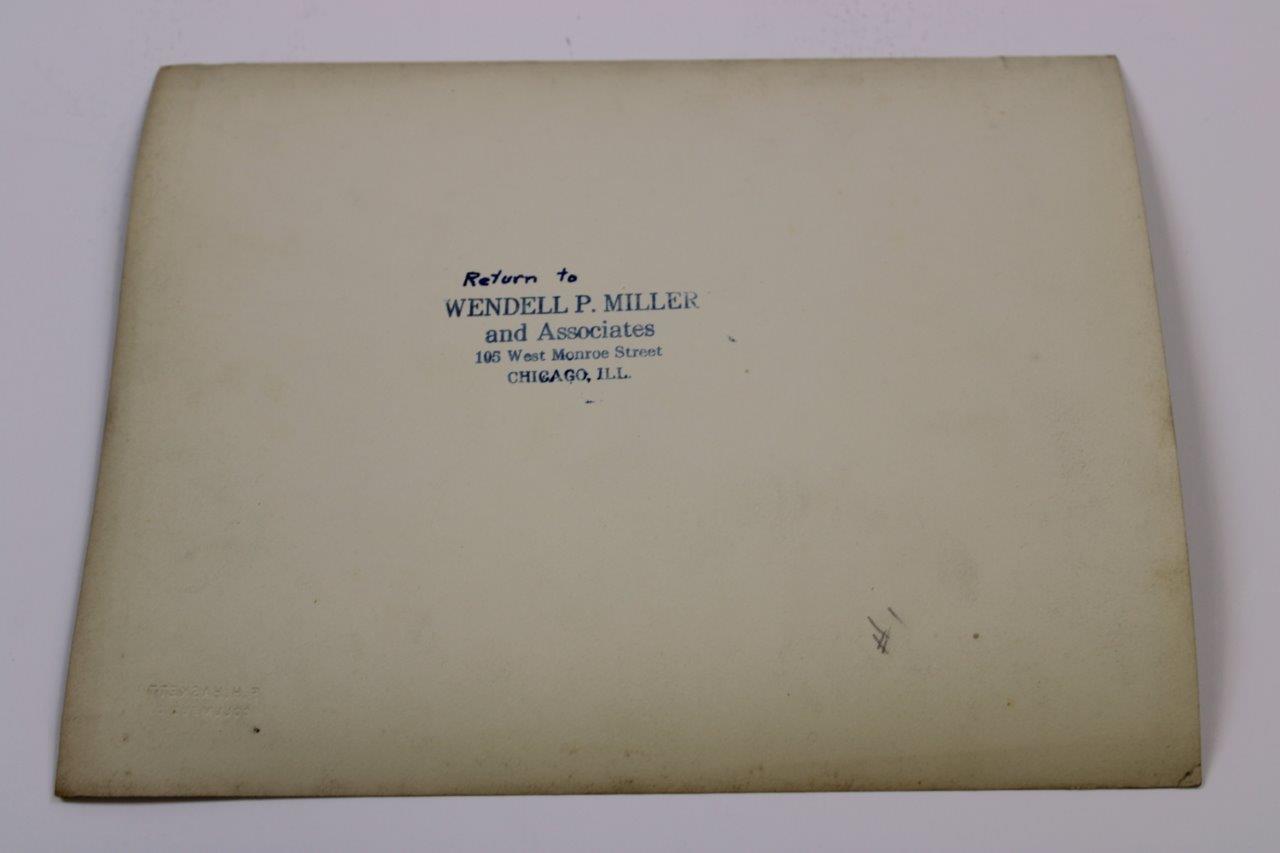 Return to
WENDELL P. MILLER
and Associates
105 West Monroe Street
CHICAGO, ILL.
#1